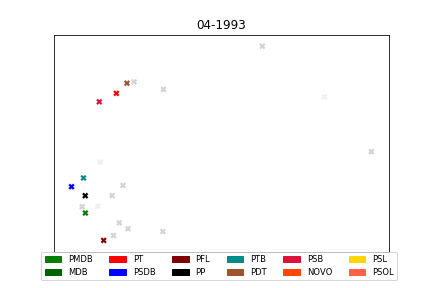 04-1993
PMDB PT PFL PTB PSB PSL
MDB PSDB PP PDT NOVO PSOL